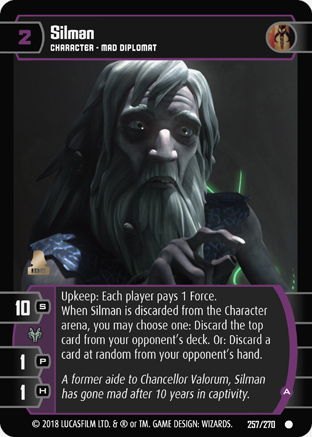 2
Silman
CHARACTER - MAD DIPLOMAT
10 S
1 P
1 H
Upkeep: Each player pays 1 Force.
When Silman is discarded from the Character
arena, you may choose one: Discard the top
card from your opponent's deck. Or: Discard a
card at random from your opponent's hand.
A former aide to Chancellor Valorum, Silman
has gone mad after 10 years in captivity.
A
© 2018 LUCASFILM LTD. & ® or TM. GAME DESIGN: WIZARDS.
257/270